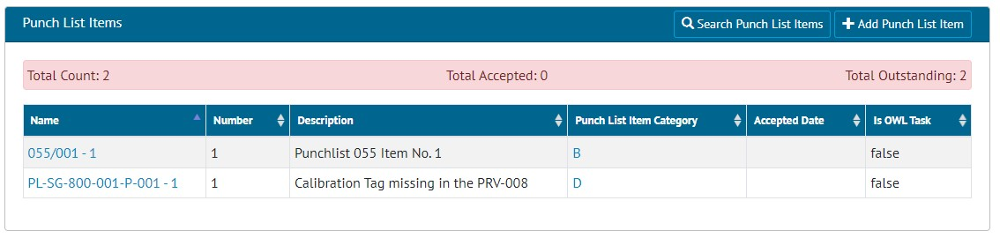 Punch List Items
Search Punch List Items
Add Punch List Item
Total Count: 2 Total Accepted: 0 Total Outstanding: 2
Name Number Description Punch List Item Category Accepted Date Is OWL Task
055/001 - 1 1 Punchlist 055 Item No. 1 B false
PL-SG-800-001-P-001 - 1 1 Calibration Tag missing in the PRV-008 D false